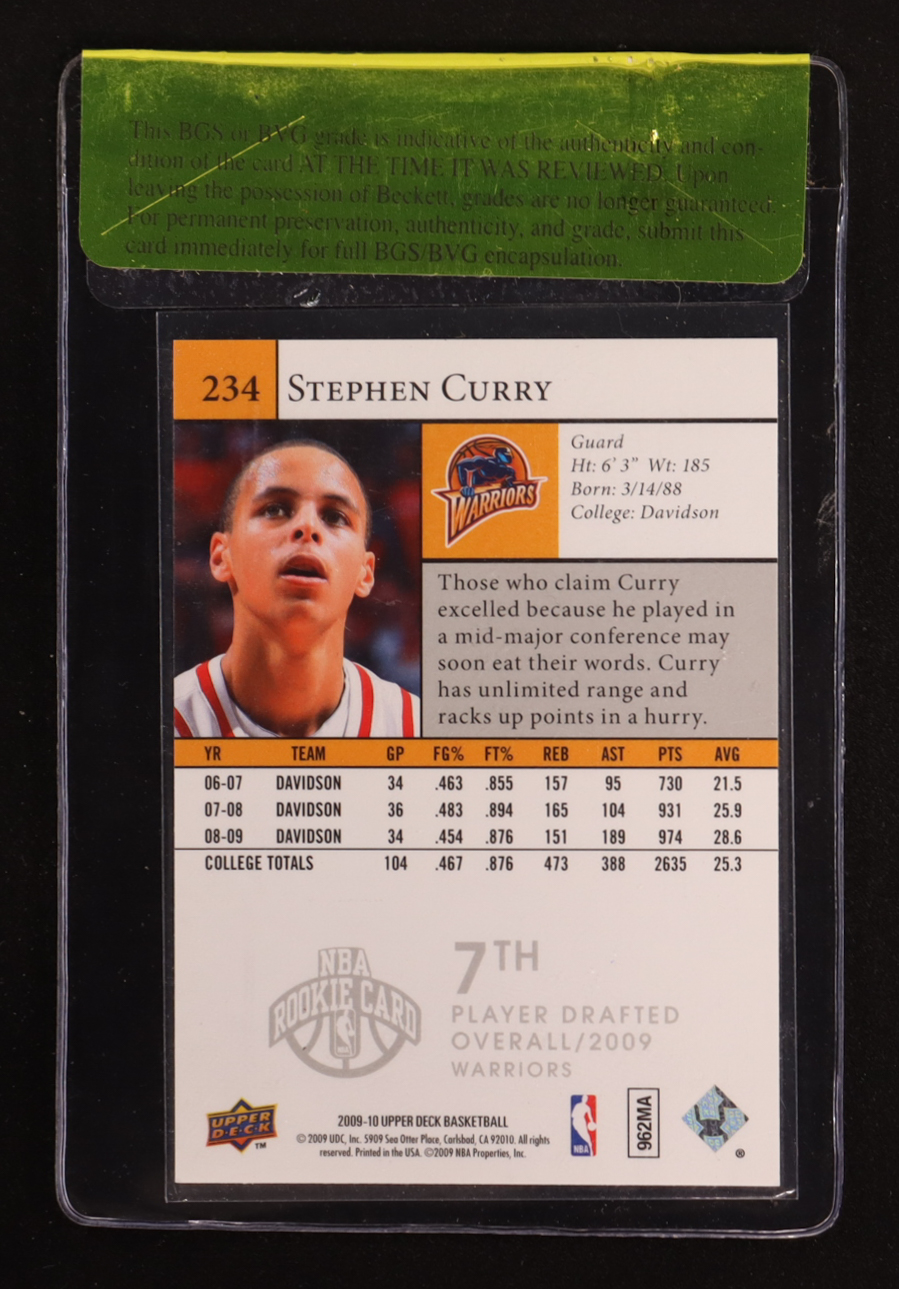 This BGS or BVG grade is indicative of the authenticity and con-
dition of the card AT THE TIME IT WAS REVIEWED. Upon
leaving the possession of Beckett, grades are no longer guaranteed.
For permanent preservation, authenticity, and grade, submit this
card immediately for full BGS/BVG encapsulation.
234 STEPHEN CURRY
WARRIORS
Guard
Ht: 6' 3" Wt: 185
Born: 3/14/88
College: Davidson
Those who claim Curry
excelled because he played in
a mid-major conference may
soon eat their words. Curry
has unlimited range and
racks up points in a hurry.
YR TEAM GP FG% FT% REB AST PTS AVG
06-07 DAVIDSON 34 .463 .855 157 95 730 21.5
07-08 DAVIDSON 36 .483 .894 165 104 931 25.9
08-09 DAVIDSON 34 .454 .876 151 189 974 28.6
COLLEGE TOTALS 104 .467 .876 473 388 2635 25.3
NBA
ROOKIE CARD
NBA
7TH
PLAYER DRAFTED
OVERALL/2009
WARRIORS
UPPER
DECK TM
2009-10 UPPER DECK BASKETBALL
© 2009 UDC, Inc. 5909 Sea Otter Place, Carlsbad, CA 92010. All rights
reserved. Printed in the USA. ©2009 NBA Properties, Inc.
NBA
962MA
®